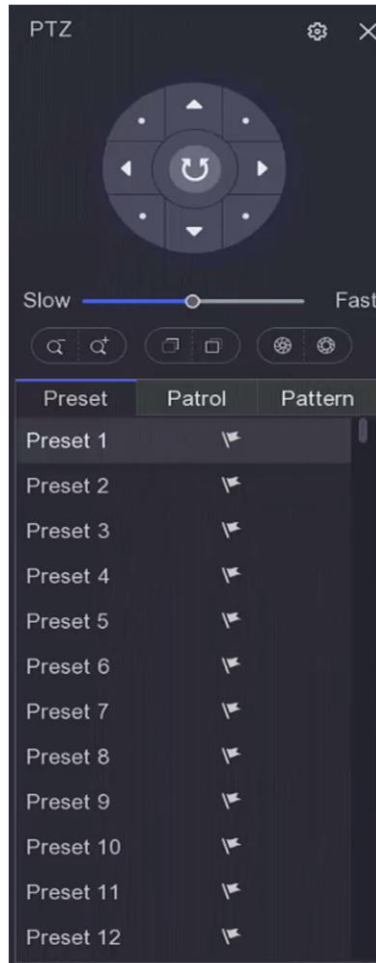 PTZ
Slow Fast
Preset Patrol Pattern
Preset 1
Preset 2
Preset 3
Preset 4
Preset 5
Preset 6
Preset 7
Preset 8
Preset 9
Preset 10
Preset 11
Preset 12